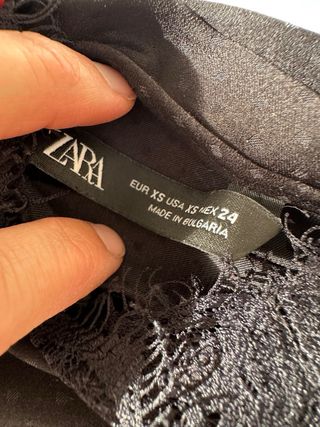 ZARA
EUR XS USA XS MEX 24
MADE IN BULGARIA